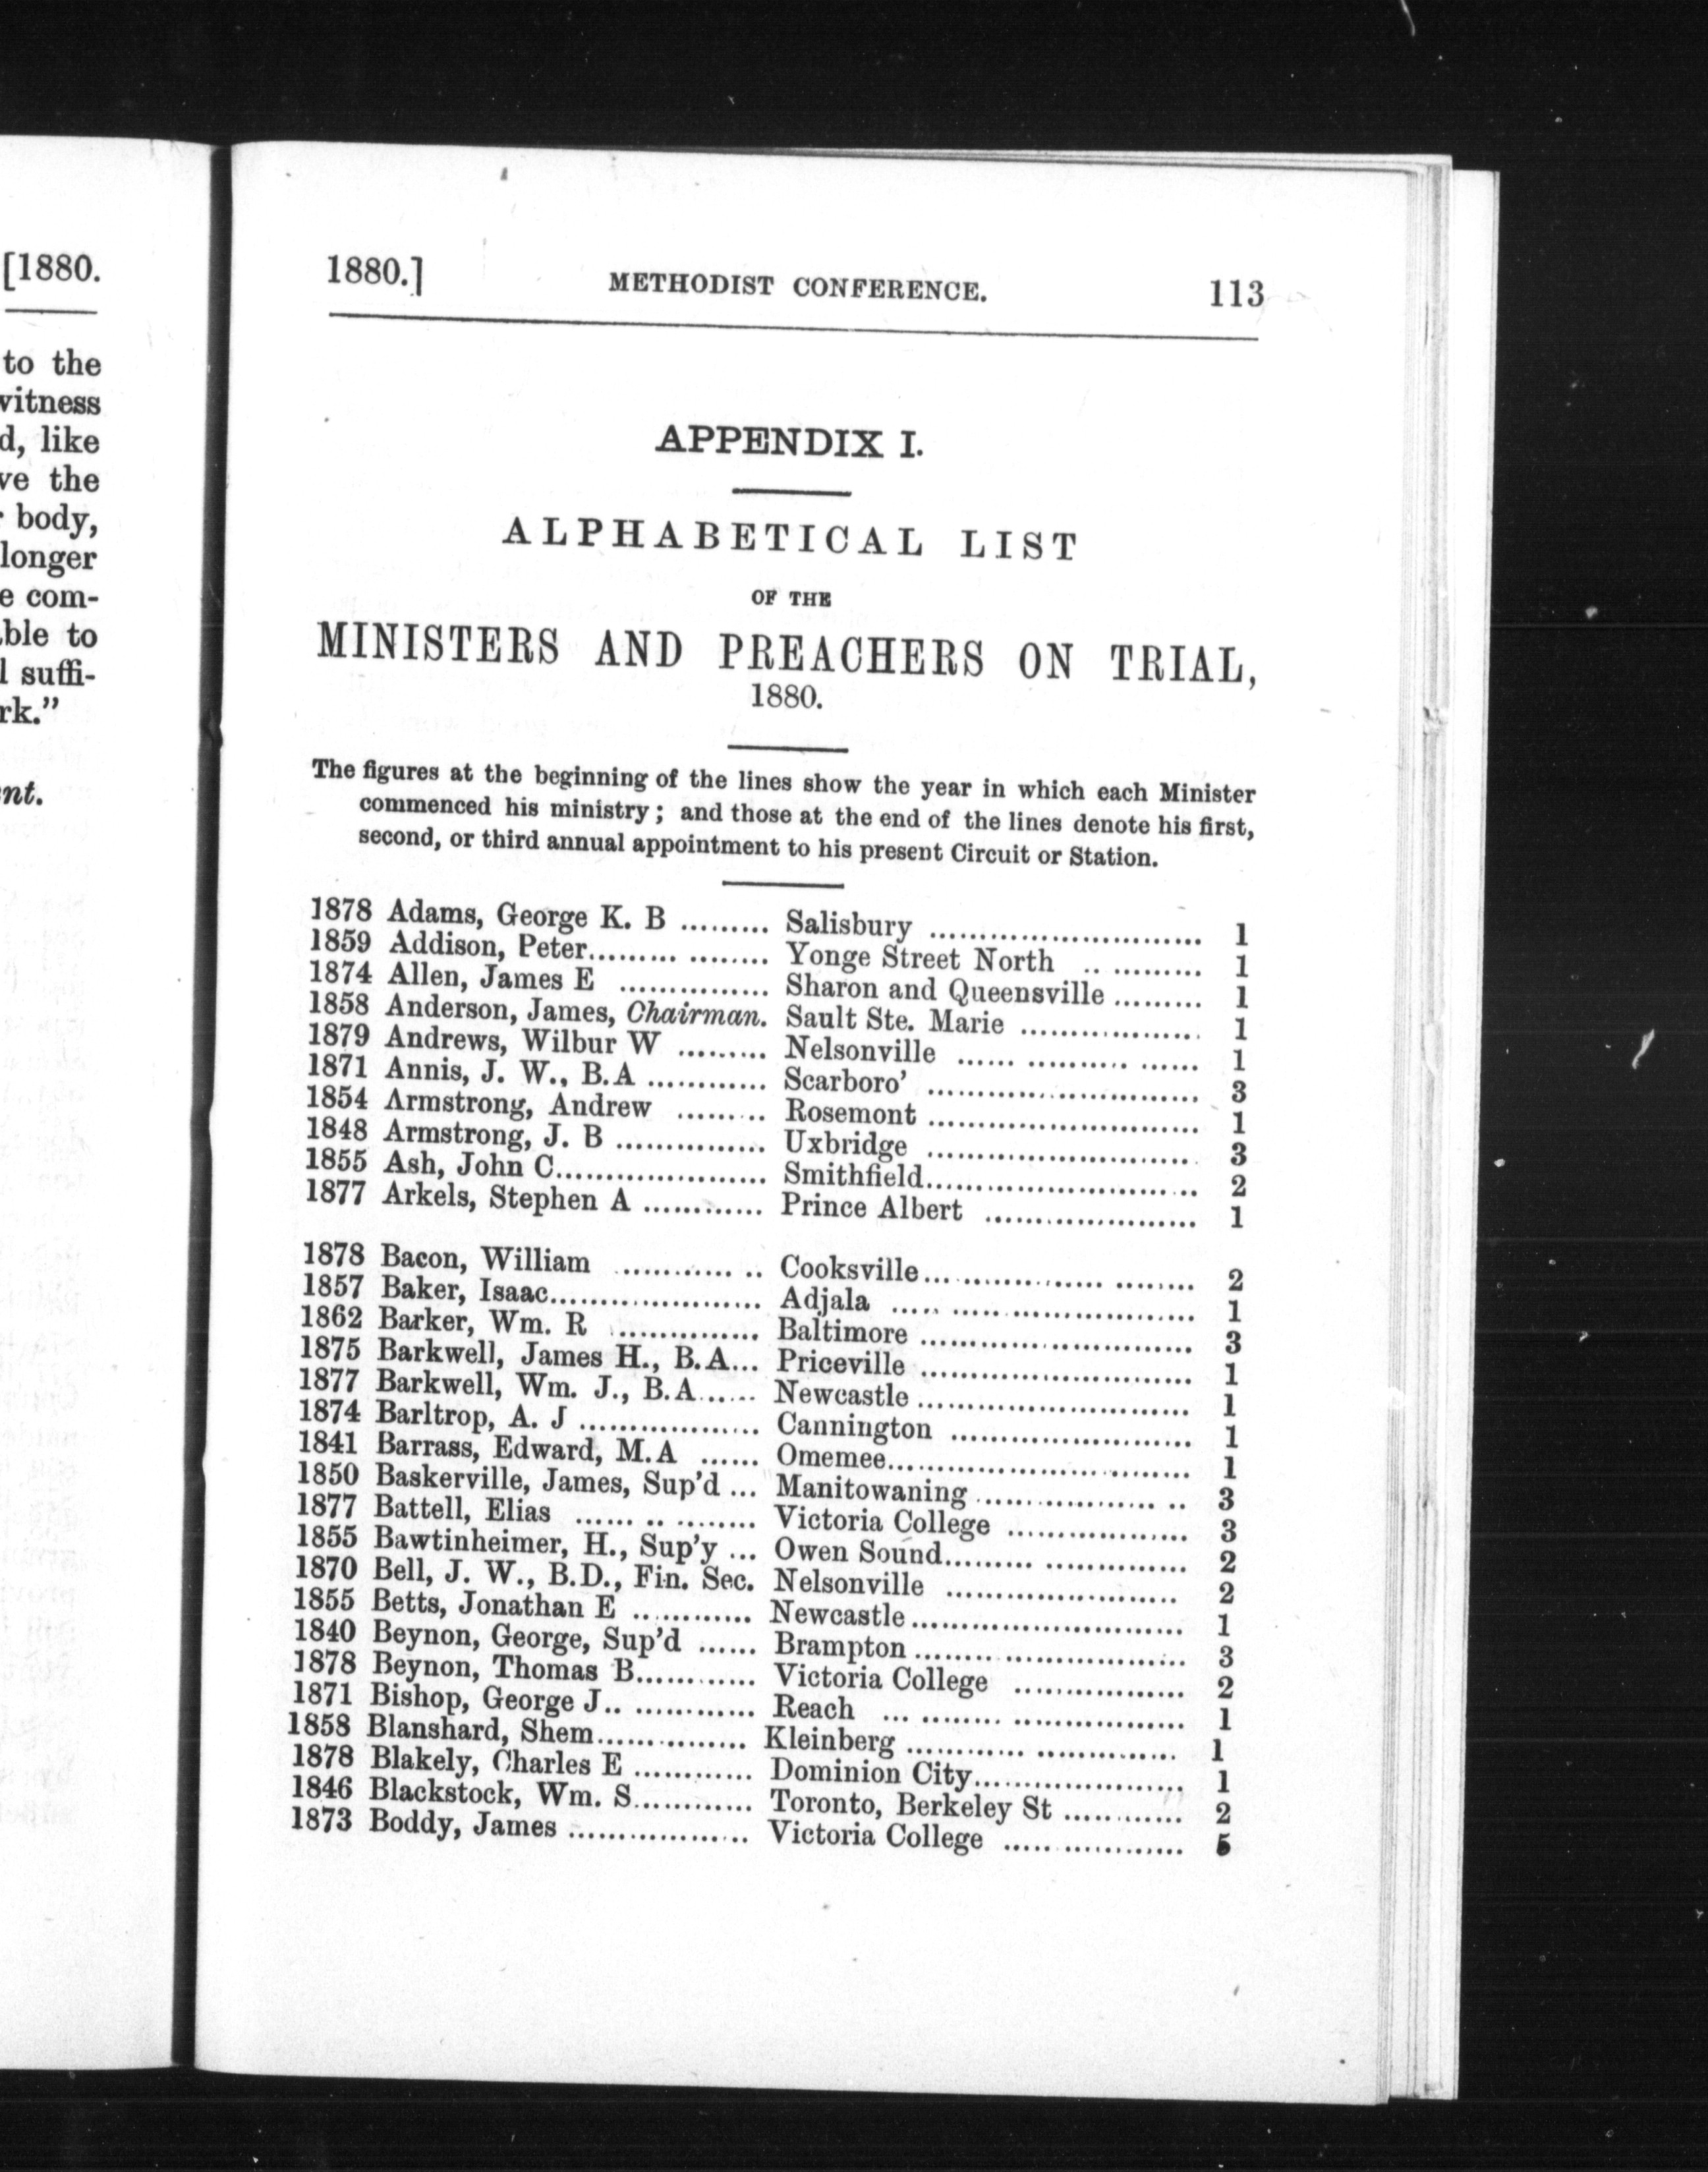 [1880.
to the
witness
d, like
ve the
body,
longer
e com-
ble to
l suffi-
rk."
nt.
1880.] METHODIST CONFERENCE. 113
APPENDIX I.
ALPHABETICAL LIST
OF THE
MINISTERS AND PREACHERS ON TRIAL,
1880.
The figures at the beginning of the lines show the year in which each Minister
commenced his ministry; and those at the end of the lines denote his first,
second, or third annual appointment to his present Circuit or Station.
1878 Adams, George K. B ......... Salisbury ........................... 1
1859 Addison, Peter......... ........ Yonge Street North .. ......... 1
1874 Allen, James E ............... Sharon and Queensville ......... 1
1858 Anderson, James, Chairman. Sault Ste. Marie .................. 1
1879 Andrews, Wilbur W ......... Nelsonville ...... .......... ...... 1
1871 Annis, J. W., B.A ............ Scarboro' ........................... 3
1854 Armstrong, Andrew ......... Rosemont ........................... 1
1848 Armstrong, J. B ............... Uxbridge ........................... 3
1855 Ash, John C..................... Smithfield........................... 2
1877 Arkels, Stephen A ............ Prince Albert ..................... 1
1878 Bacon, William ........... .. Cooksville.................. ........ 2
1857 Baker, Isaac..................... Adjala ..... ........................ 1
1862 Barker, Wm. R ............... Baltimore ........................... 3
1875 Barkwell, James H., B.A... Priceville ........................... 1
1877 Barkwell, Wm. J., B.A...... Newcastle ........................... 1
1874 Barltrop, A. J .................. Cannington ........................ 1
1841 Barrass, Edward, M.A ...... Omemee.............................. 1
1850 Baskerville, James, Sup'd ... Manitowaning .................. .. 3
1877 Battell, Elias ...... .. ........ Victoria College .................. 3
1855 Bawtinheimer, H., Sup'y ... Owen Sound......... .............. 2
1870 Bell, J. W., B.D., Fin. Sec. Nelsonville ........................ 2
1855 Betts, Jonathan E ............ Newcastle ........................... 1
1840 Beynon, George, Sup'd ...... Brampton ........................... 3
1878 Beynon, Thomas B............ Victoria College ................. 2
1871 Bishop, George J.. ............ Reach ... ........ ................. 1
1858 Blanshard, Shem............... Kleinberg ............ .............. 1
1878 Blakely, Charles E ............ Dominion City..................... 1
1846 Blackstock, Wm. S............ Toronto, Berkeley St ............ 2
1873 Boddy, James .................. Victoria College .................. 5